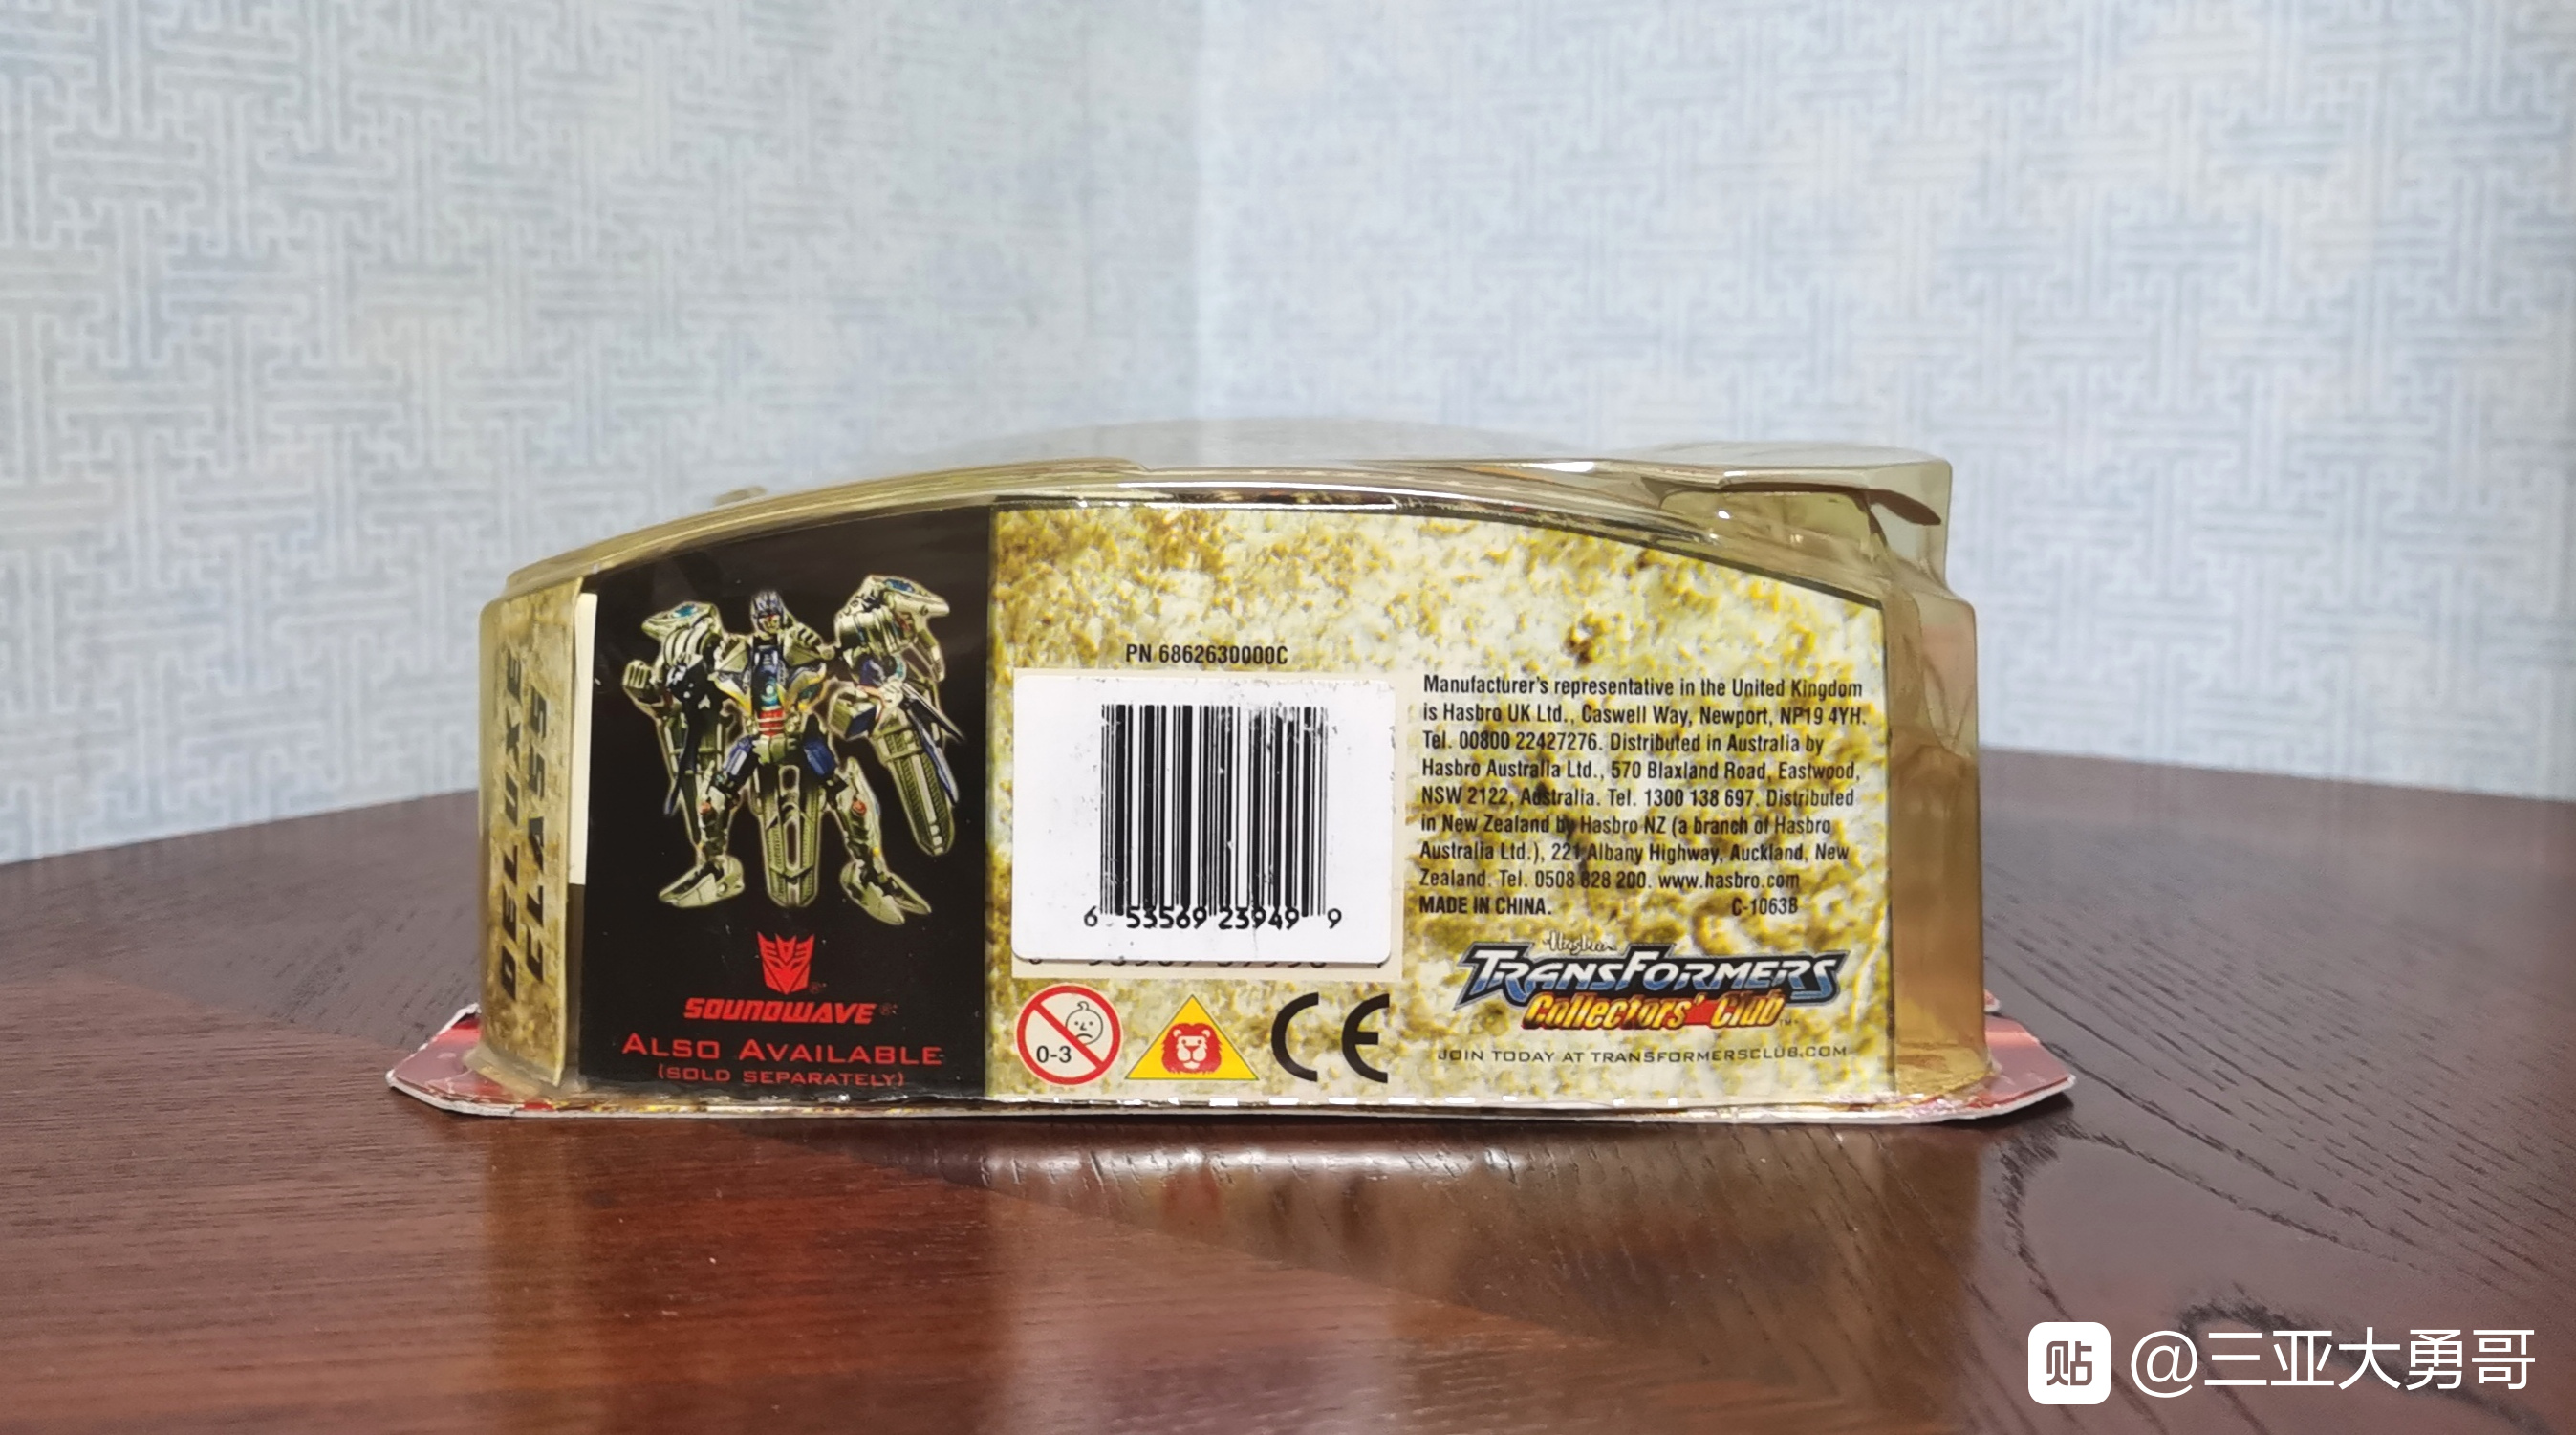 DELUXE
CLASS
SOUNDWAVE®
ALSO AVAILABLE
(SOLD SEPARATELY)
PN 6862630000C
6 53569 23949 9
0-3
CE
Manufacturer's representative in the United Kingdom
is Hasbro UK Ltd., Caswell Way, Newport, NP19 4YH.
Tel. 00800 22427276. Distributed in Australia by
Hasbro Australia Ltd., 570 Blaxland Road, Eastwood,
NSW 2122, Australia. Tel. 1300 138 697. Distributed
in New Zealand by Hasbro NZ (a branch of Hasbro
Australia Ltd.), 221 Albany Highway, Auckland, New
Zealand. Tel. 0508 828 200. www.hasbro.com
MADE IN CHINA. C-1063B
Hasbro
TRANSFORMERS
Collectors' Club™
JOIN TODAY AT TRANSFORMERSCLUB.COM
贴 @三亚大勇哥